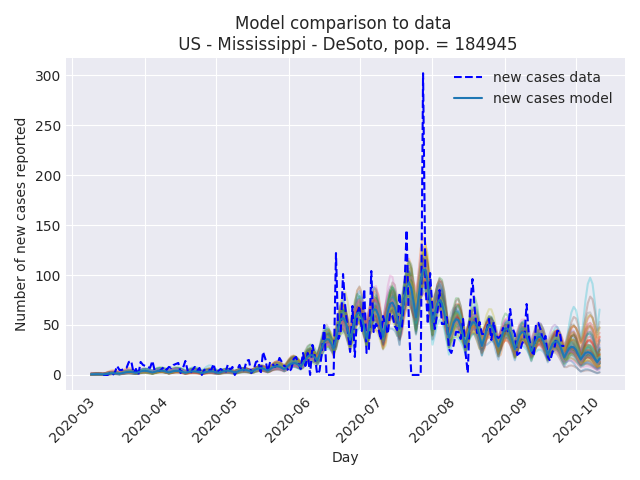 Model comparison to data
US - Mississippi - DeSoto, pop. = 184945
new cases data
new cases model
Number of new cases reported
300
250
200
150
100
50
0
2020-03
2020-04
2020-05
2020-06
2020-07
2020-08
2020-09
2020-10
Day